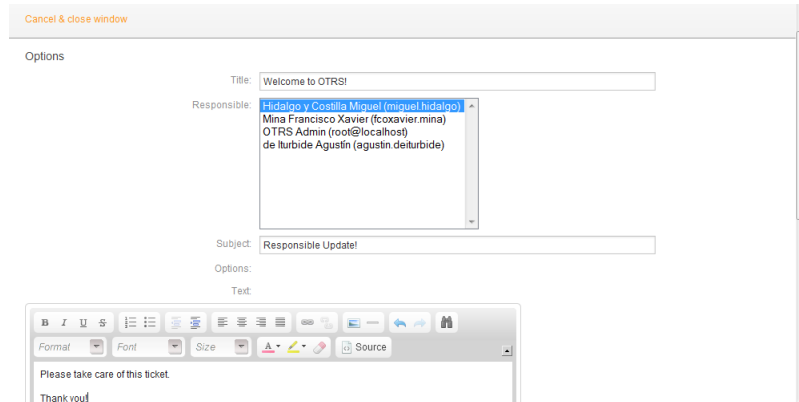 Cancel & close window
Options
Title: Welcome to OTRS!
Responsible: Hidalgo y Costilla Miguel (miguel.hidalgo)
Mina Francisco Xavier (fcoxavier.mina)
OTRS Admin (root@localhost)
de Iturbide Agustín (agustin.deiturbide)
Subject: Responsible Update!
Options:
Text:
B I U S
Format Font Size A Source
Please take care of this ticket.
Thank you!